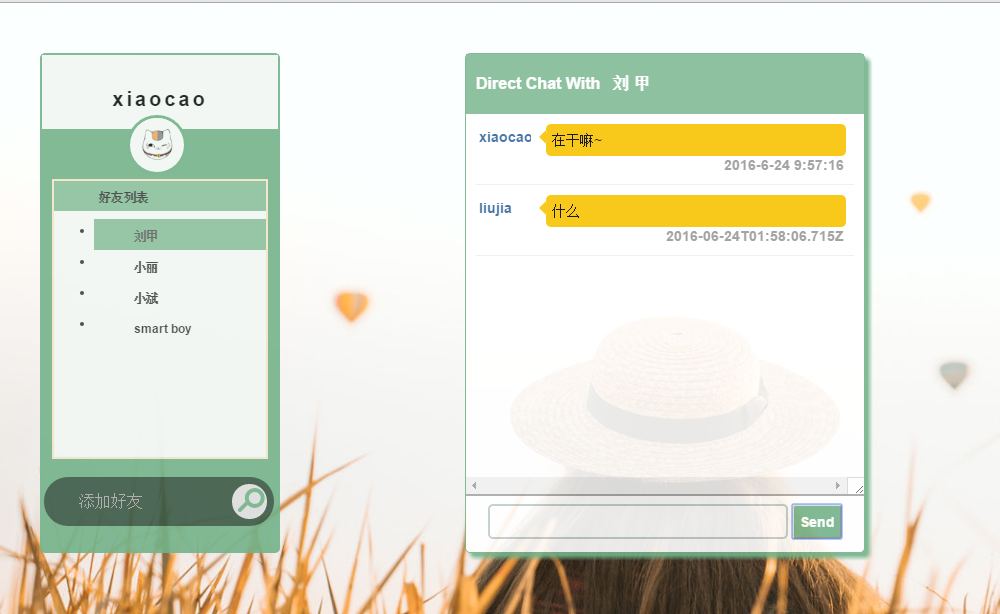 xiaocao
好友列表
刘甲
小丽
小斌
smart boy
添加好友
Direct Chat With 刘 甲
xiaocao 在干嘛~
2016-6-24 9:57:16
liujia 什么
2016-06-24T01:58:06.715Z
Send